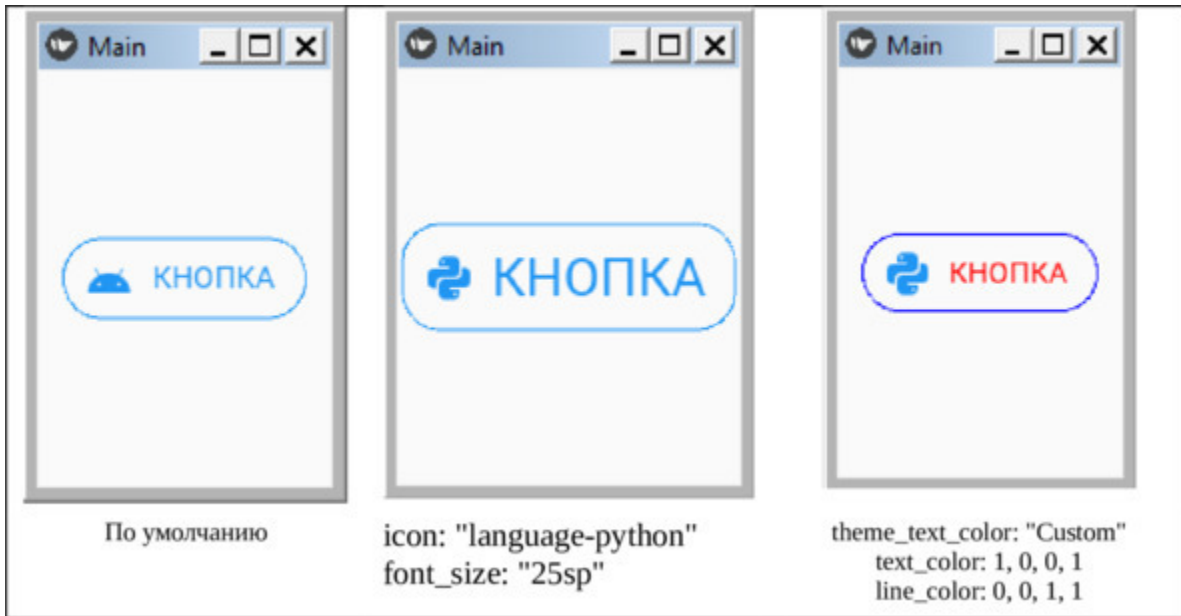 Main
КНОПКА
По умолчанию
Main
КНОПКА
icon: "language-python"
font_size: "25sp"
Main
КНОПКА
theme_text_color: "Custom"
text_color: 1, 0, 0, 1
line_color: 0, 0, 1, 1